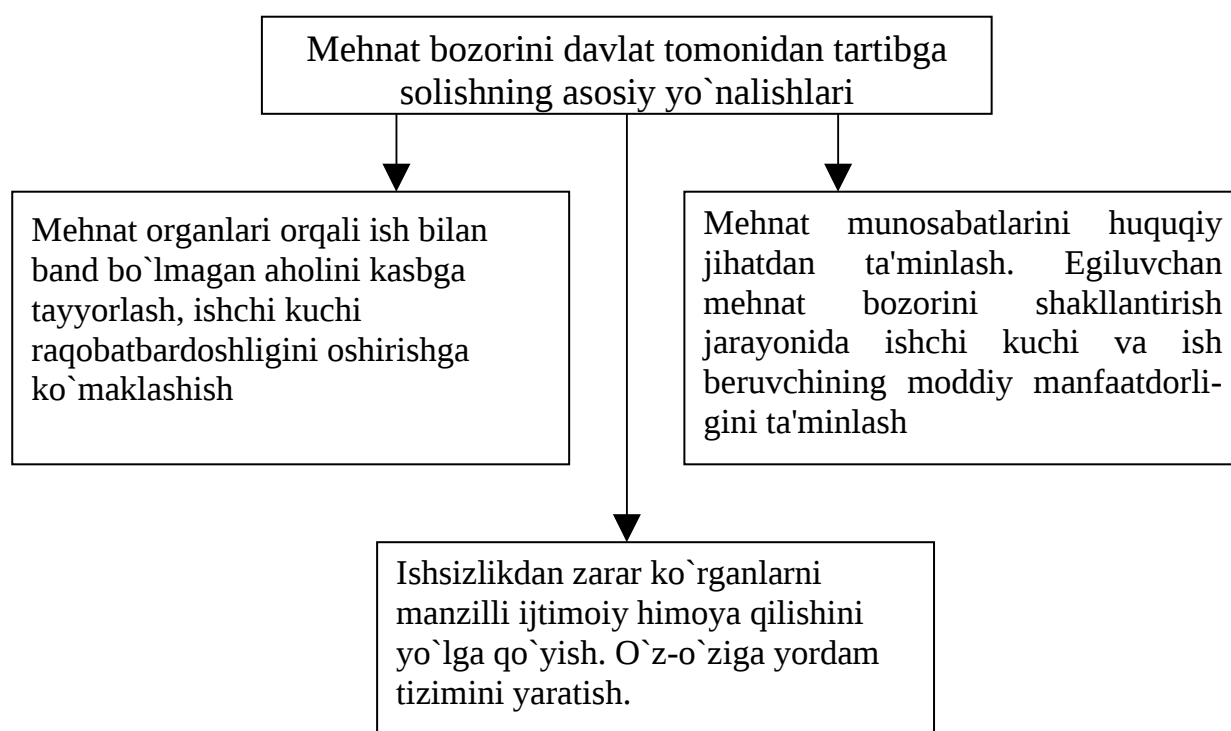 Mehnat bozorini davlat tomonidan tartibga
solishning asosiy yo`nalishlari
Mehnat organlari orqali ish bilan
band bo`lmagan aholini kasbga
tayyorlash, ishchi kuchi
raqobatbardoshligini oshirishga
ko`maklashish
Mehnat munosabatlarini huquqiy
jihatdan ta'minlash. Egiluvchan
mehnat bozorini shakllantirish
jarayonida ishchi kuchi va ish
beruvchining moddiy manfaatdorli-
gini ta'minlash
Ishsizlikdan zarar ko`rganlarni
manzilli ijtimoiy himoya qilishini
yo`lga qo`yish. O`z-o`ziga yordam
tizimini yaratish.